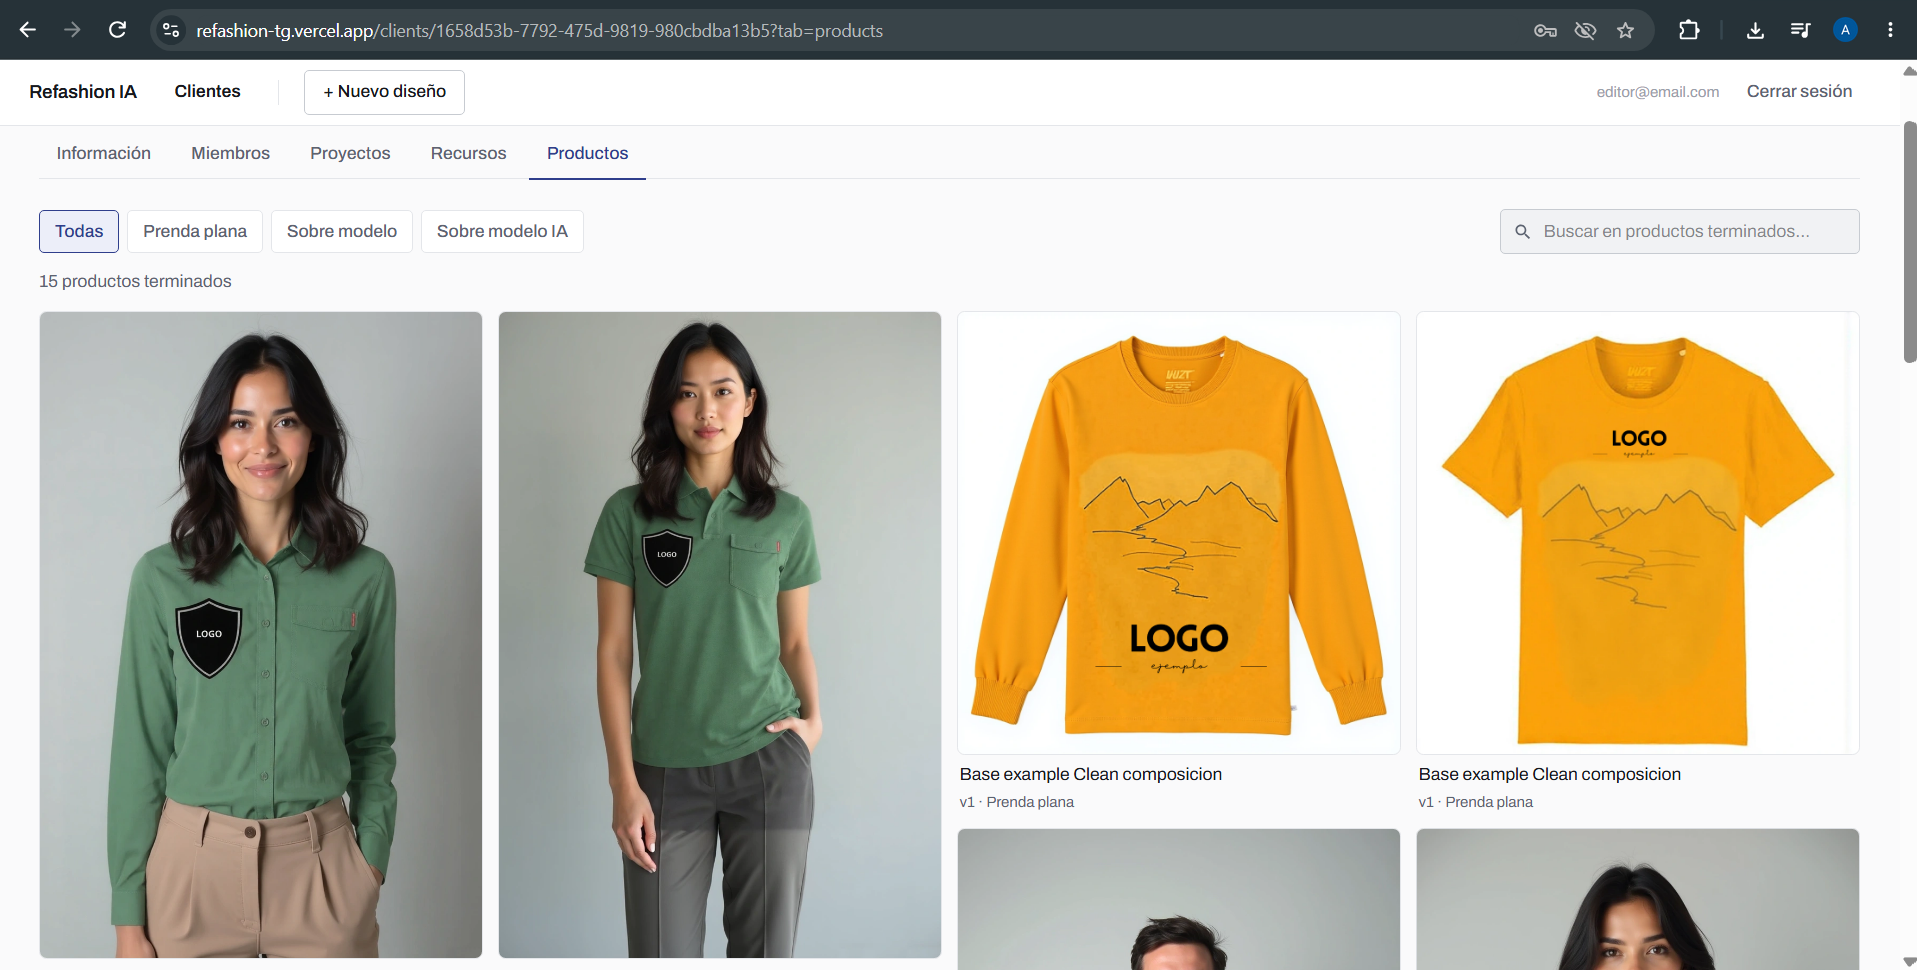 refashion-tg.vercel.app/clients/1658d53b-7792-475d-9819-980cbdba13b5?tab=products
A
Refashion IA
Clientes
+ Nuevo diseño
editor@email.com
Cerrar sesión
Información
Miembros
Proyectos
Recursos
Productos
Todas
Prenda plana
Sobre modelo
Sobre modelo IA
Buscar en productos terminados...
15 productos terminados
LOGO
LOGO
LOGO
ejemplo
LOGO
ejemplo
Base example Clean composicion
v1 · Prenda plana
Base example Clean composicion
v1 · Prenda plana